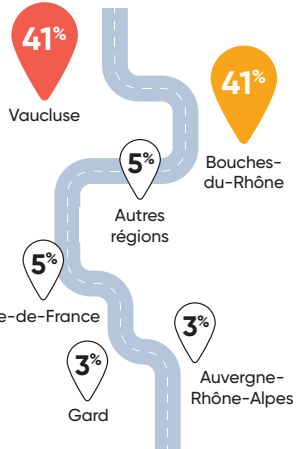 41%
Vaucluse
41%
Bouches-
du-Rhône
5%
Autres
régions
5%
e-de-France
3%
Auvergne-
Rhône-Alpes
3%
Gard